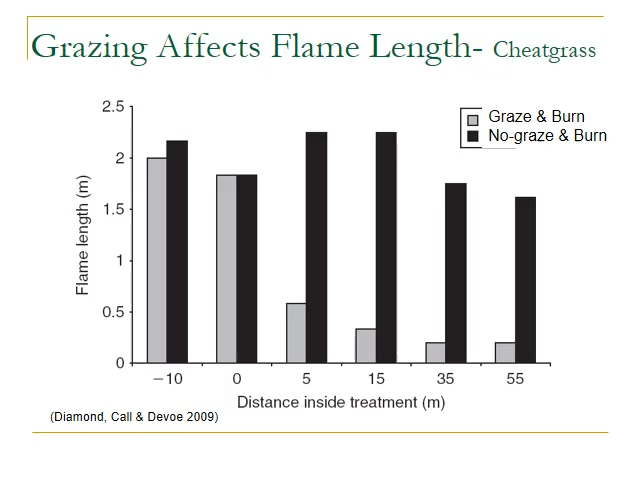 Grazing Affects Flame Length- Cheatgrass
Graze & Burn
No-graze & Burn
Flame length (m)
2.5
2
1.5
1
0.5
0
−10 0 5 15 35 55
Distance inside treatment (m)
(Diamond, Call & Devoe 2009)